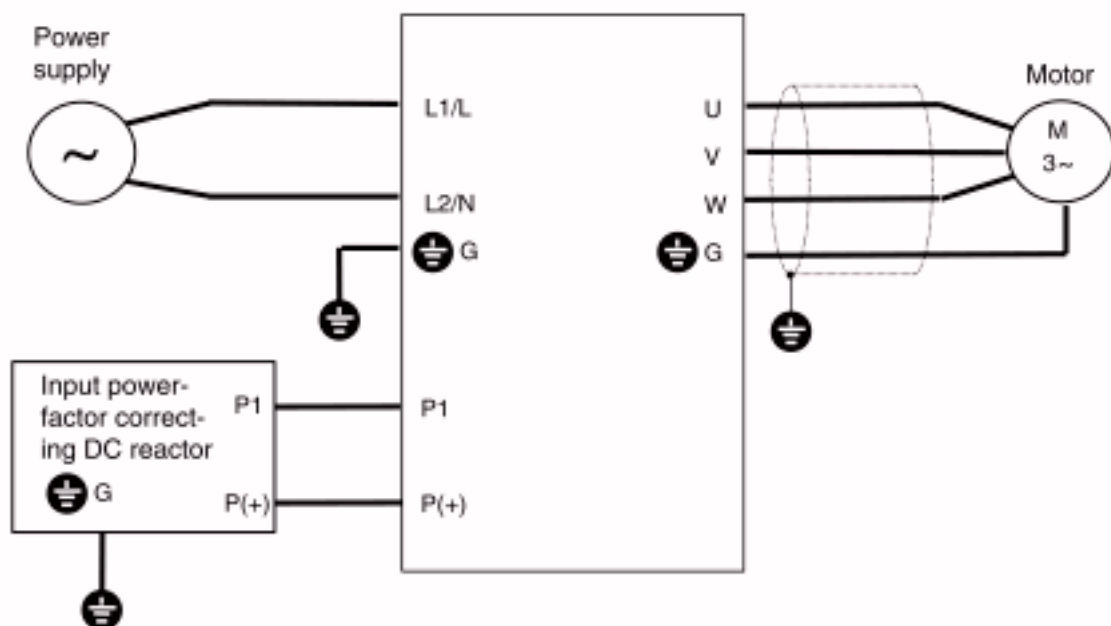 Power
supply
~
L1/L
L2/N
G
U
V
W
G
Motor
M
3~
Input power-
factor correct-
ing DC reactor
G
P1
P(+)
P1
P(+)